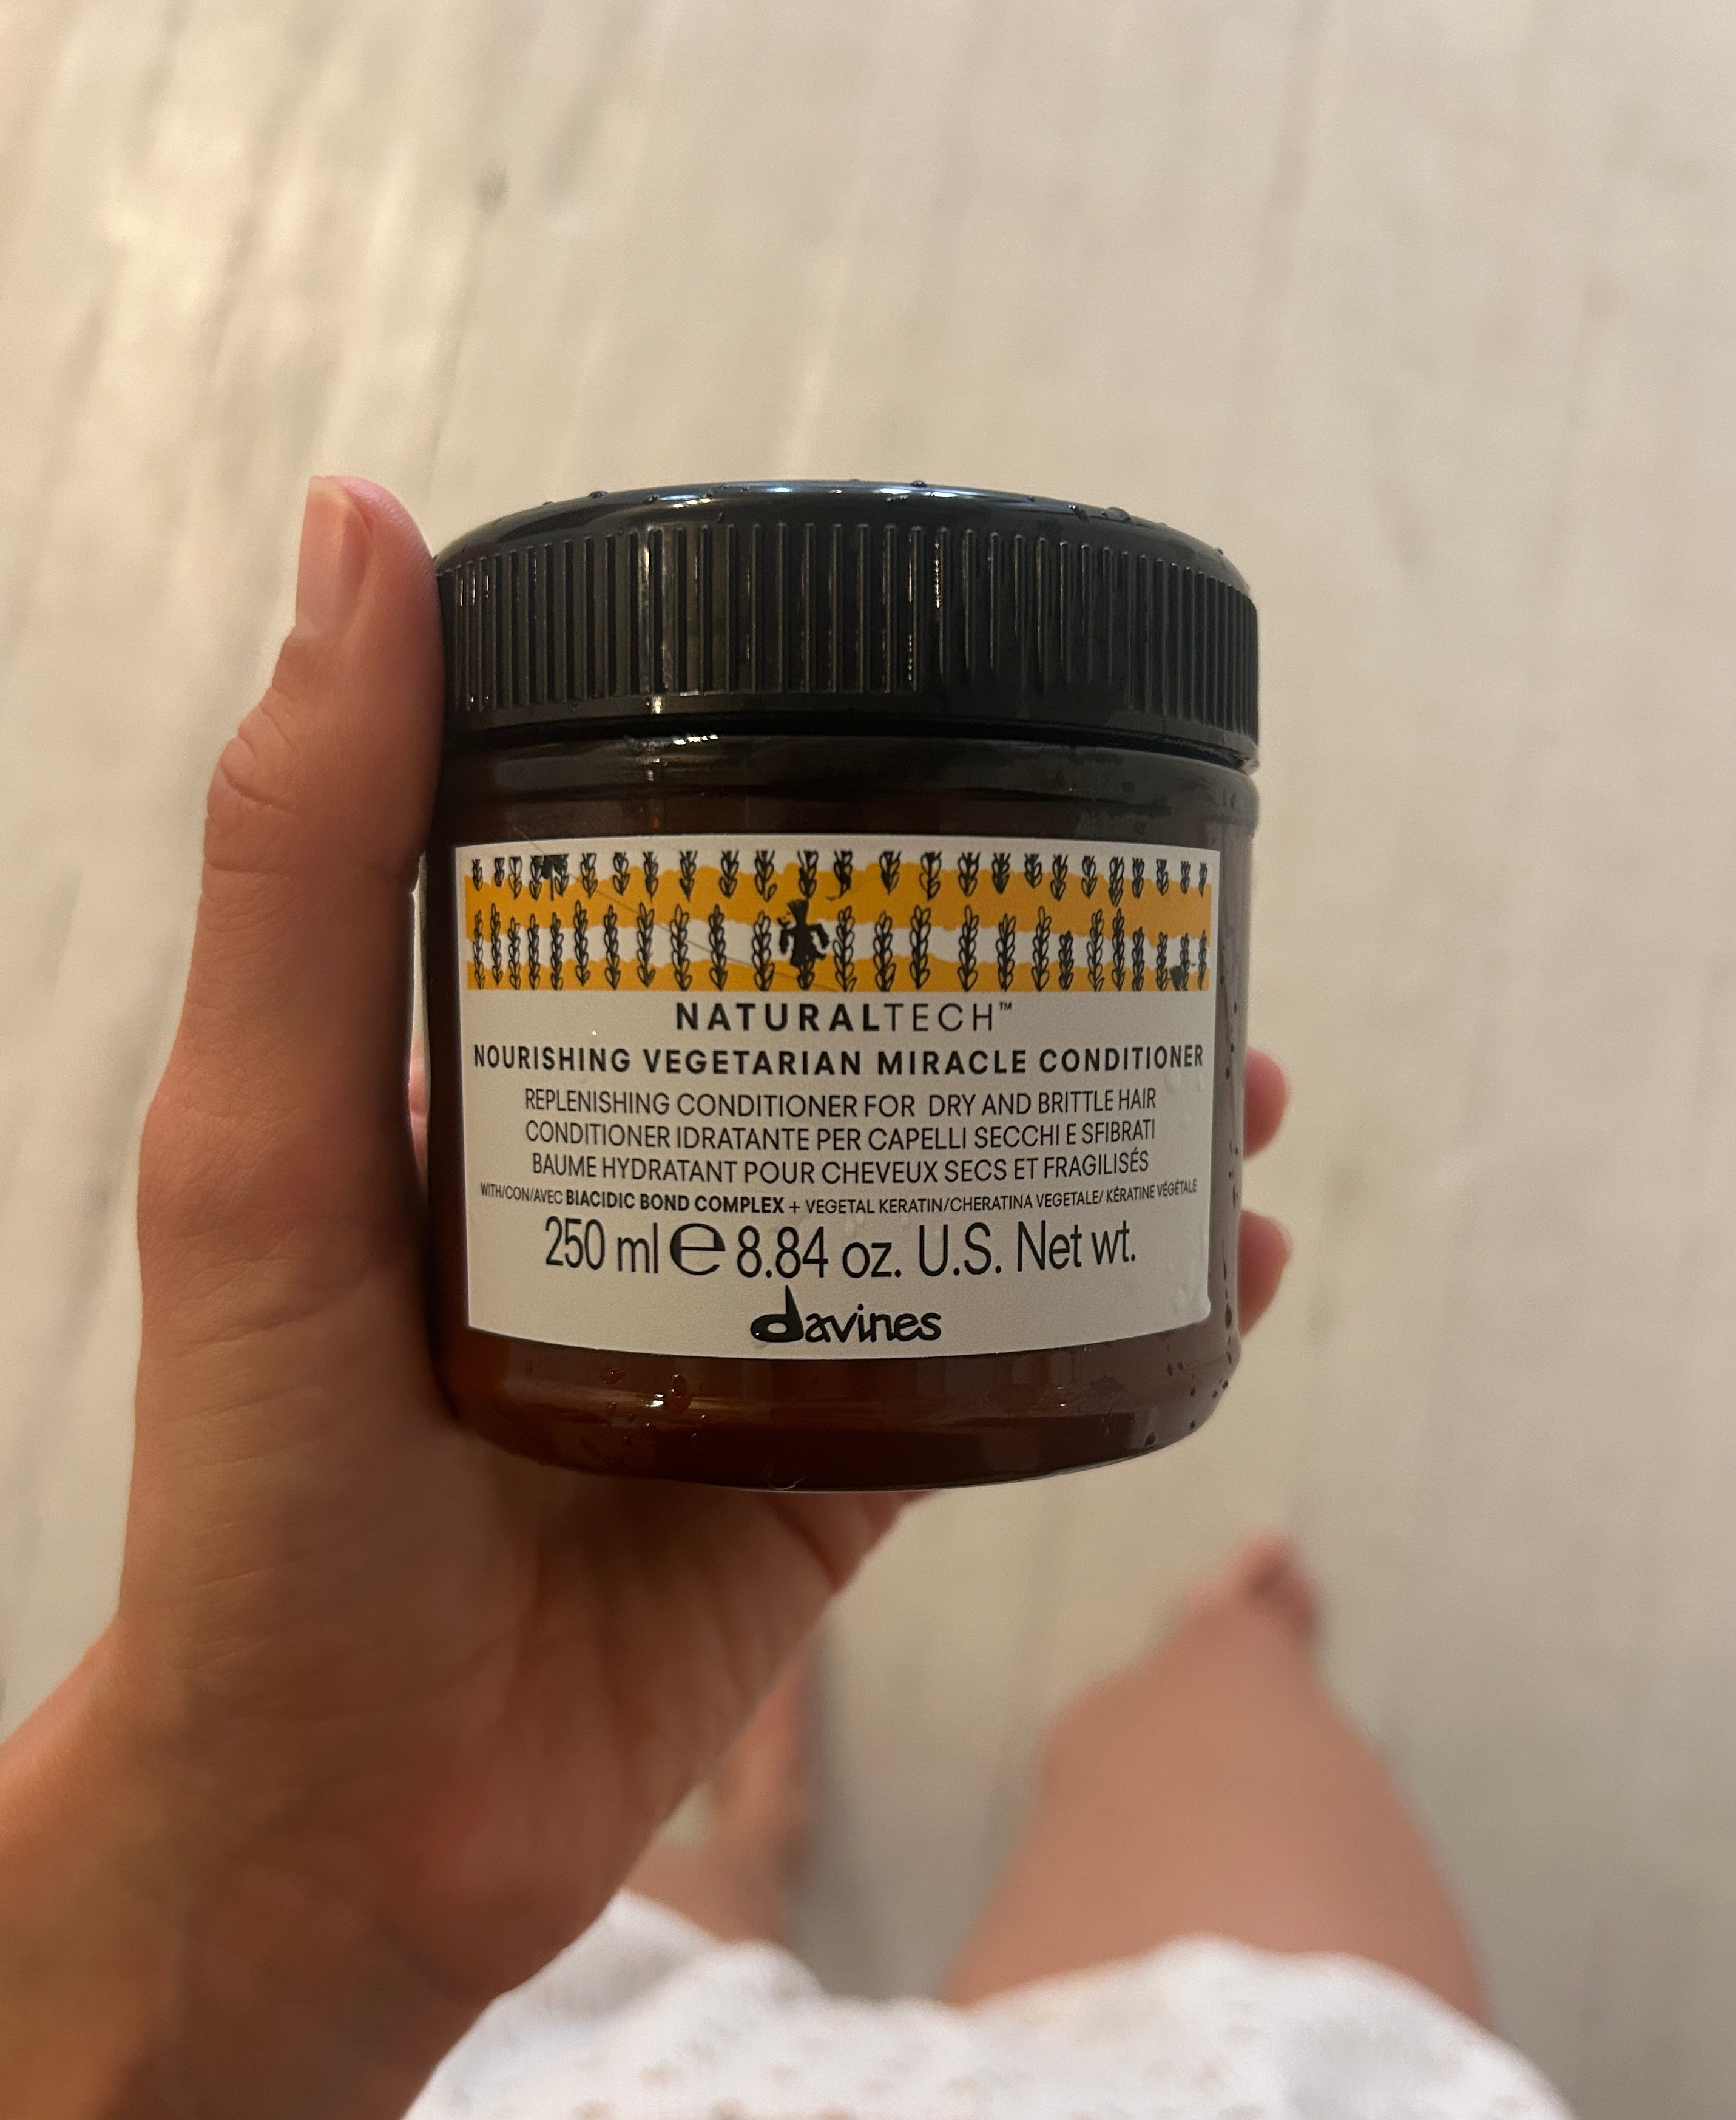 NATURALTECH™
NOURISHING VEGETARIAN MIRACLE CONDITIONER
REPLENISHING CONDITIONER FOR DRY AND BRITTLE HAIR
CONDITIONER IDRATANTE PER CAPELLI SECCHI E SFIBRATI
BAUME HYDRATANT POUR CHEVEUX SECS ET FRAGILISÉS
WITH/CON/AVEC BIACIDIC BOND COMPLEX + VEGETAL KERATIN/CHERATINA VEGETALE/ KÉRATINE VÉGÉTALE
250 ml e 8.84 oz. U.S. Net wt.
davines